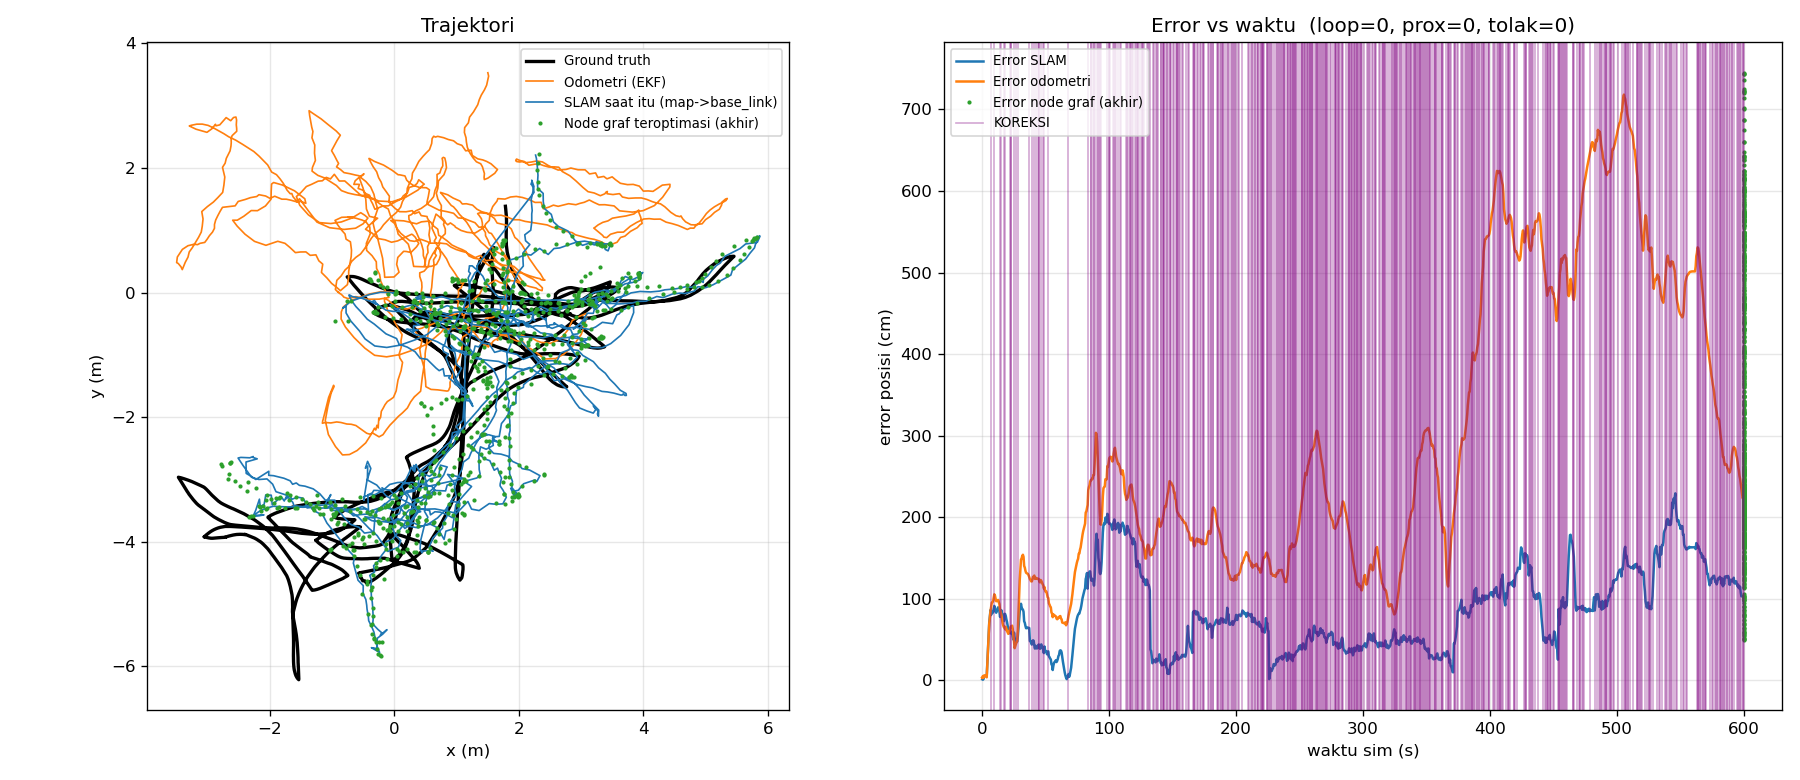 Trajektori
4
2
0
−2
−4
−6
y (m)
−2
0
2
4
6
x (m)
Ground truth
Odometri (EKF)
SLAM saat itu (map->base_link)
Node graf teroptimasi (akhir)
Error vs waktu  (loop=0, prox=0, tolak=0)
700
600
500
400
300
200
100
0
error posisi (cm)
0
100
200
300
400
500
600
waktu sim (s)
Error SLAM
Error odometri
Error node graf (akhir)
KOREKSI